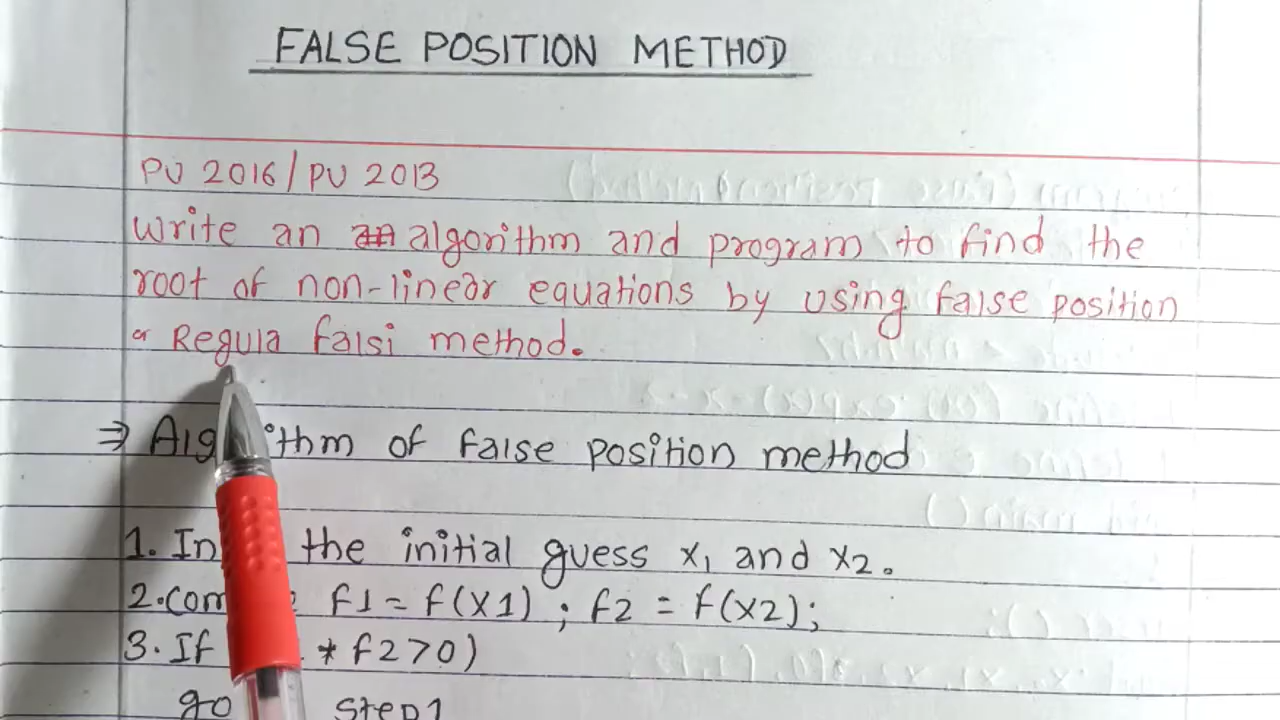 FALSE POSITION METHOD
PU 2016/PU 2013
Write an algorithm and program to find the
root of non-linear equations by using false position
or Regula falsi method.
⇒ Algorithm of false position method
1. In the initial guess x₁ and x2.
2. com f1 = f(x1) ; f2 = f(x2);
3. If * f2>0)
go step1